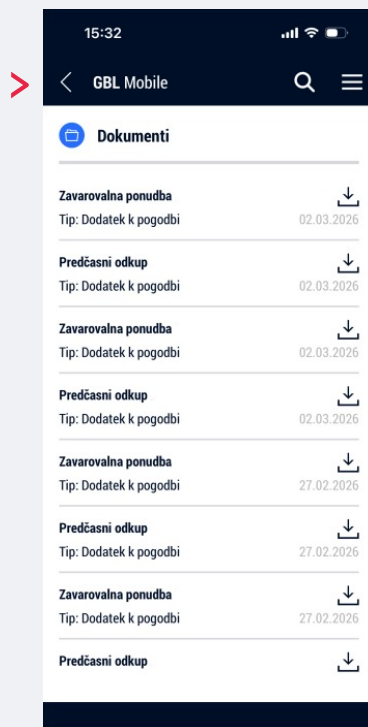 15:32
GBL Mobile
Dokumenti
Zavarovalna ponudba
Tip: Dodatek k pogodbi 02.03.2026
Predčasni odkup
Tip: Dodatek k pogodbi 02.03.2026
Zavarovalna ponudba
Tip: Dodatek k pogodbi 02.03.2026
Predčasni odkup
Tip: Dodatek k pogodbi 02.03.2026
Zavarovalna ponudba
Tip: Dodatek k pogodbi 27.02.2026
Predčasni odkup
Tip: Dodatek k pogodbi 27.02.2026
Zavarovalna ponudba
Tip: Dodatek k pogodbi 27.02.2026
Predčasni odkup